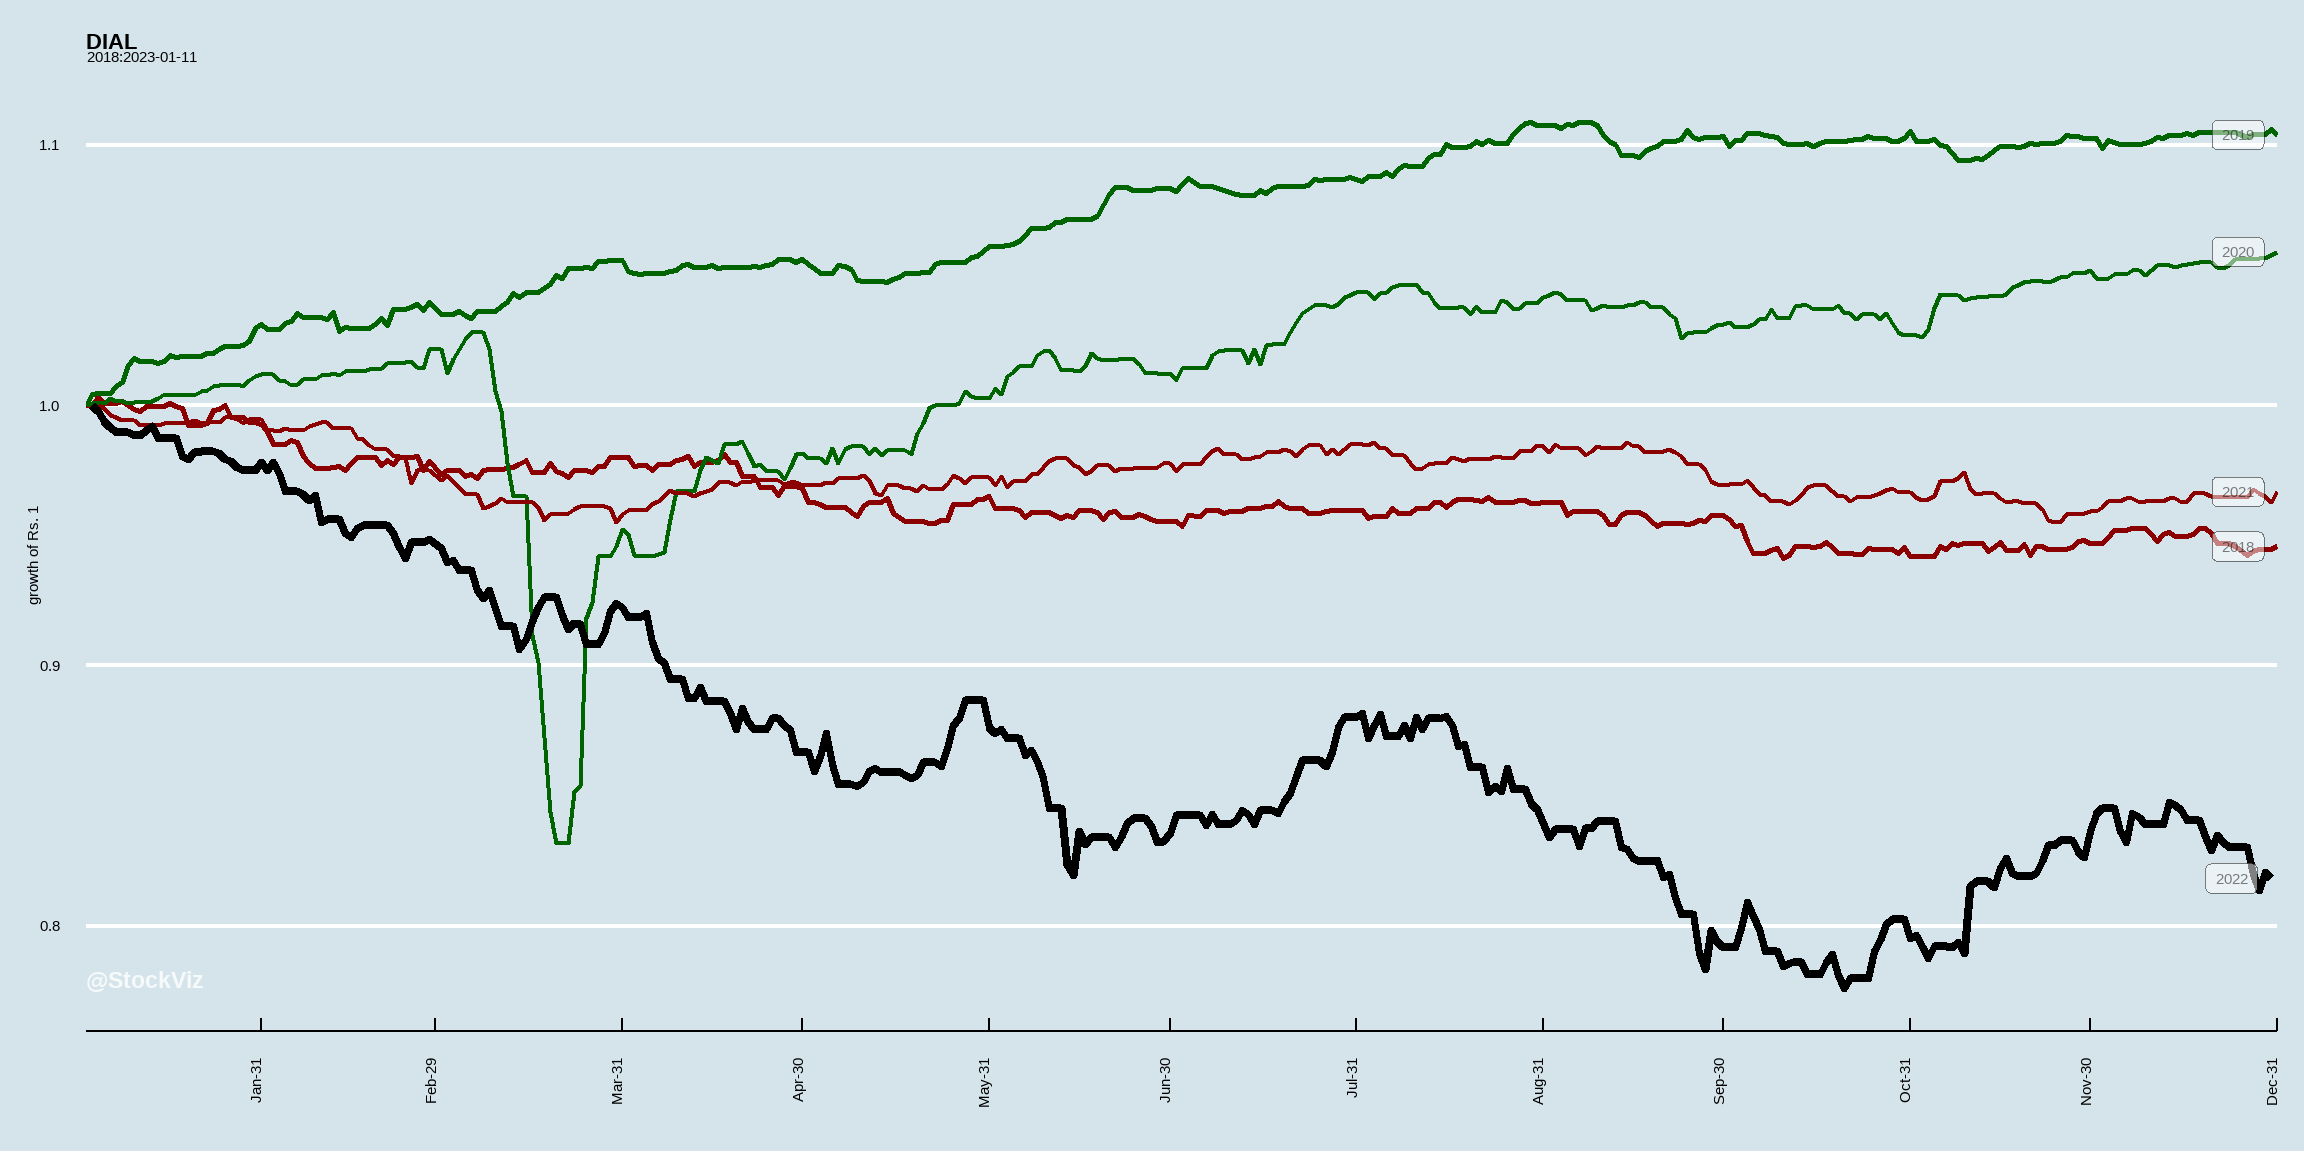 DIAL
2018:2023-01-11
1.1
1.0
0.9
0.8
growth of Rs. 1
2019
2020
2021
2018
2022
@StockViz
Jan-31
Feb-29
Mar-31
Apr-30
May-31
Jun-30
Jul-31
Aug-31
Sep-30
Oct-31
Nov-30
Dec-31